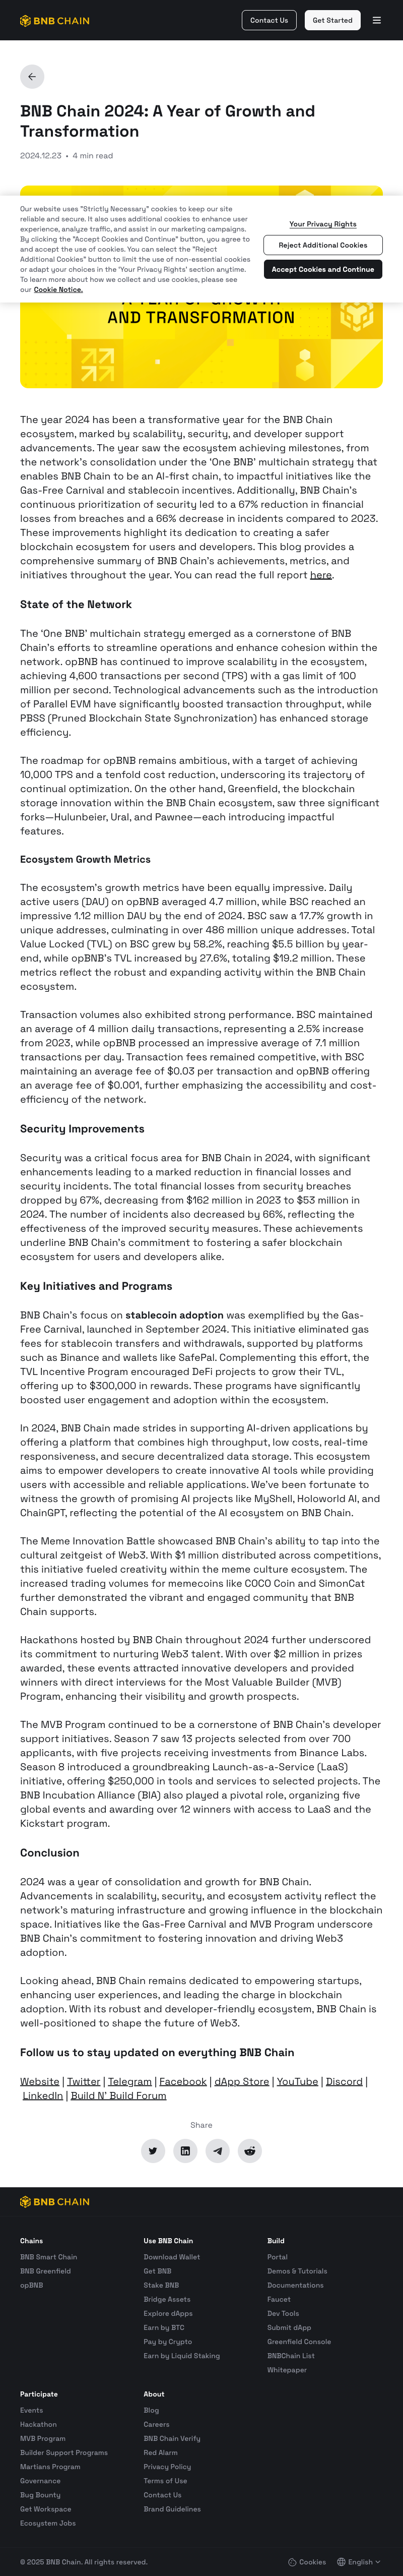 BNB CHAIN
Contact Us
Get Started
BNB Chain 2024: A Year of Growth and
Transformation
2024.12.23 • 4 min read
Our website uses "Strictly Necessary" cookies to keep our site
reliable and secure. It also uses additional cookies to enhance user
experience, analyze traffic, and assist in our marketing campaigns.
By clicking the "Accept Cookies and Continue" button, you agree to
and accept the use of cookies. You can select the "Reject
Additional Cookies" button to limit the use of non-essential cookies
or adapt your choices in the 'Your Privacy Rights' section anytime.
To learn more about how we collect and use cookies, please see
our Cookie Notice.
Your Privacy Rights
Reject Additional Cookies
Accept Cookies and Continue
A YEAR OF GROWTH
AND TRANSFORMATION
The year 2024 has been a transformative year for the BNB Chain
ecosystem, marked by scalability, security, and developer support
advancements. The year saw the ecosystem achieving milestones, from
the network's consolidation under the 'One BNB' multichain strategy that
enables BNB Chain to be an AI-first chain, to impactful initiatives like the
Gas-Free Carnival and stablecoin incentives. Additionally, BNB Chain's
continuous prioritization of security led to a 67% reduction in financial
losses from breaches and a 66% decrease in incidents compared to 2023.
These improvements highlight its dedication to creating a safer
blockchain ecosystem for users and developers. This blog provides a
comprehensive summary of BNB Chain's achievements, metrics, and
initiatives throughout the year. You can read the full report here.
State of the Network
The 'One BNB' multichain strategy emerged as a cornerstone of BNB
Chain's efforts to streamline operations and enhance cohesion within the
network. opBNB has continued to improve scalability in the ecosystem,
achieving 4,600 transactions per second (TPS) with a gas limit of 100
million per second. Technological advancements such as the introduction
of Parallel EVM have significantly boosted transaction throughput, while
PBSS (Pruned Blockchain State Synchronization) has enhanced storage
efficiency.
The roadmap for opBNB remains ambitious, with a target of achieving
10,000 TPS and a tenfold cost reduction, underscoring its trajectory of
continual optimization. On the other hand, Greenfield, the blockchain
storage innovation within the BNB Chain ecosystem, saw three significant
forks—Hulunbeier, Ural, and Pawnee—each introducing impactful
features.
Ecosystem Growth Metrics
The ecosystem's growth metrics have been equally impressive. Daily
active users (DAU) on opBNB averaged 4.7 million, while BSC reached an
impressive 1.12 million DAU by the end of 2024. BSC saw a 17.7% growth in
unique addresses, culminating in over 486 million unique addresses. Total
Value Locked (TVL) on BSC grew by 58.2%, reaching $5.5 billion by year-
end, while opBNB's TVL increased by 27.6%, totaling $19.2 million. These
metrics reflect the robust and expanding activity within the BNB Chain
ecosystem.
Transaction volumes also exhibited strong performance. BSC maintained
an average of 4 million daily transactions, representing a 2.5% increase
from 2023, while opBNB processed an impressive average of 7.1 million
transactions per day. Transaction fees remained competitive, with BSC
maintaining an average fee of $0.03 per transaction and opBNB offering
an average fee of $0.001, further emphasizing the accessibility and cost-
efficiency of the network.
Security Improvements
Security was a critical focus area for BNB Chain in 2024, with significant
enhancements leading to a marked reduction in financial losses and
security incidents. The total financial losses from security breaches
dropped by 67%, decreasing from $162 million in 2023 to $53 million in
2024. The number of incidents also decreased by 66%, reflecting the
effectiveness of the improved security measures. These achievements
underline BNB Chain's commitment to fostering a safer blockchain
ecosystem for users and developers alike.
Key Initiatives and Programs
BNB Chain's focus on stablecoin adoption was exemplified by the Gas-
Free Carnival, launched in September 2024. This initiative eliminated gas
fees for stablecoin transfers and withdrawals, supported by platforms
such as Binance and wallets like SafePal. Complementing this effort, the
TVL Incentive Program encouraged DeFi projects to grow their TVL,
offering up to $300,000 in rewards. These programs have significantly
boosted user engagement and adoption within the ecosystem.
In 2024, BNB Chain made strides in supporting AI-driven applications by
offering a platform that combines high throughput, low costs, real-time
responsiveness, and secure decentralized data storage. This ecosystem
aims to empower developers to create innovative AI tools while providing
users with accessible and reliable applications. We've been fortunate to
witness the growth of promising AI projects like MyShell, Holoworld AI, and
ChainGPT, reflecting the potential of the AI ecosystem on BNB Chain.
The Meme Innovation Battle showcased BNB Chain's ability to tap into the
cultural zeitgeist of Web3. With $1 million distributed across competitions,
this initiative fueled creativity within the meme culture ecosystem. The
increased trading volumes for memecoins like COCO Coin and SimonCat
further demonstrated the vibrant and engaged community that BNB
Chain supports.
Hackathons hosted by BNB Chain throughout 2024 further underscored
its commitment to nurturing Web3 talent. With over $2 million in prizes
awarded, these events attracted innovative developers and provided
winners with direct interviews for the Most Valuable Builder (MVB)
Program, enhancing their visibility and growth prospects.
The MVB Program continued to be a cornerstone of BNB Chain's developer
support initiatives. Season 7 saw 13 projects selected from over 700
applicants, with five projects receiving investments from Binance Labs.
Season 8 introduced a groundbreaking Launch-as-a-Service (LaaS)
initiative, offering $250,000 in tools and services to selected projects. The
BNB Incubation Alliance (BIA) also played a pivotal role, organizing five
global events and awarding over 12 winners with access to LaaS and the
Kickstart program.
Conclusion
2024 was a year of consolidation and growth for BNB Chain.
Advancements in scalability, security, and ecosystem activity reflect the
network's maturing infrastructure and growing influence in the blockchain
space. Initiatives like the Gas-Free Carnival and MVB Program underscore
BNB Chain's commitment to fostering innovation and driving Web3
adoption.
Looking ahead, BNB Chain remains dedicated to empowering startups,
enhancing user experiences, and leading the charge in blockchain
adoption. With its robust and developer-friendly ecosystem, BNB Chain is
well-positioned to shape the future of Web3.
Follow us to stay updated on everything BNB Chain
Website | Twitter | Telegram | Facebook | dApp Store | YouTube | Discord |
LinkedIn | Build N' Build Forum
Share
BNB CHAIN
Chains
BNB Smart Chain
BNB Greenfield
opBNB
Use BNB Chain
Download Wallet
Get BNB
Stake BNB
Bridge Assets
Explore dApps
Earn by BTC
Pay by Crypto
Earn by Liquid Staking
Build
Portal
Demos & Tutorials
Documentations
Faucet
Dev Tools
Submit dApp
Greenfield Console
BNBChain List
Whitepaper
Participate
Events
Hackathon
MVB Program
Builder Support Programs
Martians Program
Governance
Bug Bounty
Get Workspace
Ecosystem Jobs
About
Blog
Careers
BNB Chain Verify
Red Alarm
Privacy Policy
Terms of Use
Contact Us
Brand Guidelines
© 2025 BNB Chain. All rights reserved.
Cookies
English